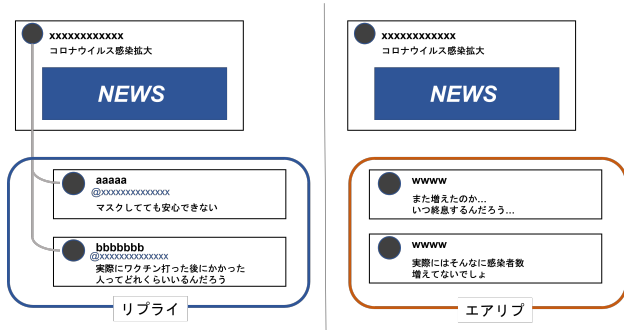 xxxxxxxxxxxx
コロナウイルス感染拡大
NEWS
aaaaa
@xxxxxxxxxxxxxx
マスクしてても安心できない
bbbbbbb
@xxxxxxxxxxxxxx
実際にワクチン打った後にかかった
人ってどれくらいいるんだろう
リプライ
xxxxxxxxxxxx
コロナウイルス感染拡大
NEWS
wwww
また増えたのか…
いつ終息するんだろう…
wwww
実際にはそんなに感染者数
増えてないでしょ
エアリプ